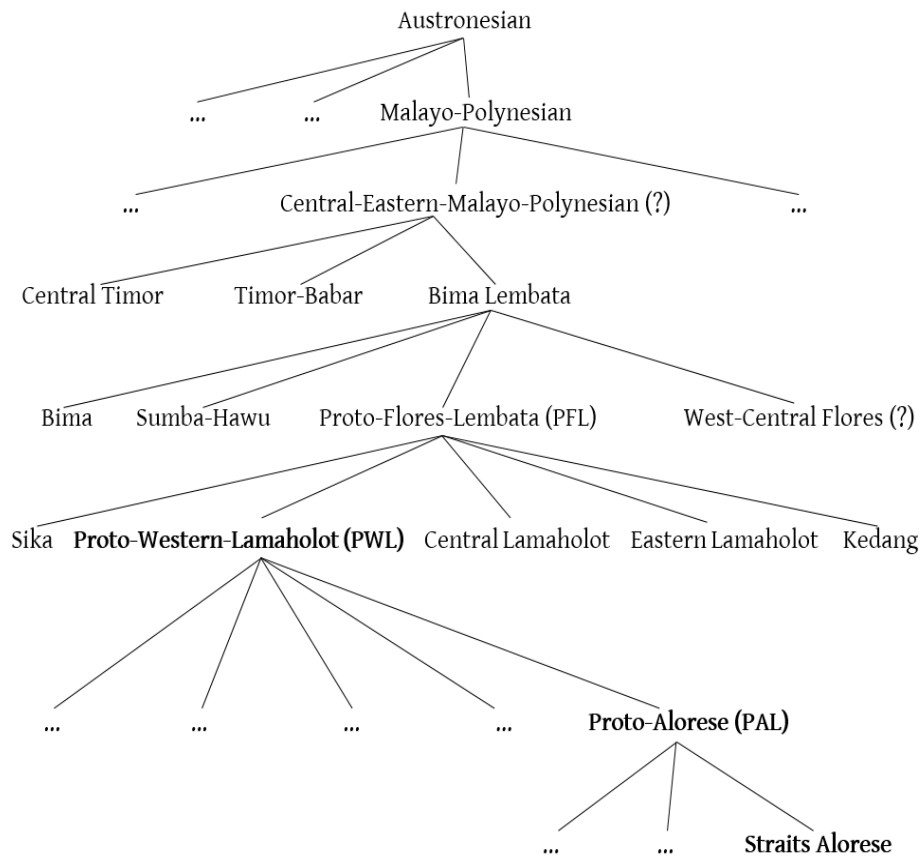 Austronesian
... ... Malayo-Polynesian
... Central-Eastern-Malayo-Polynesian (?) ...
Central Timor Timor-Babar Bima Lembata
Bima Sumba-Hawu Proto-Flores-Lembata (PFL) West-Central Flores (?)
Sika Proto-Western-Lamaholot (PWL) Central Lamaholot Eastern Lamaholot Kedang
... ... ... ... Proto-Alorese (PAL)
... ... Straits Alorese